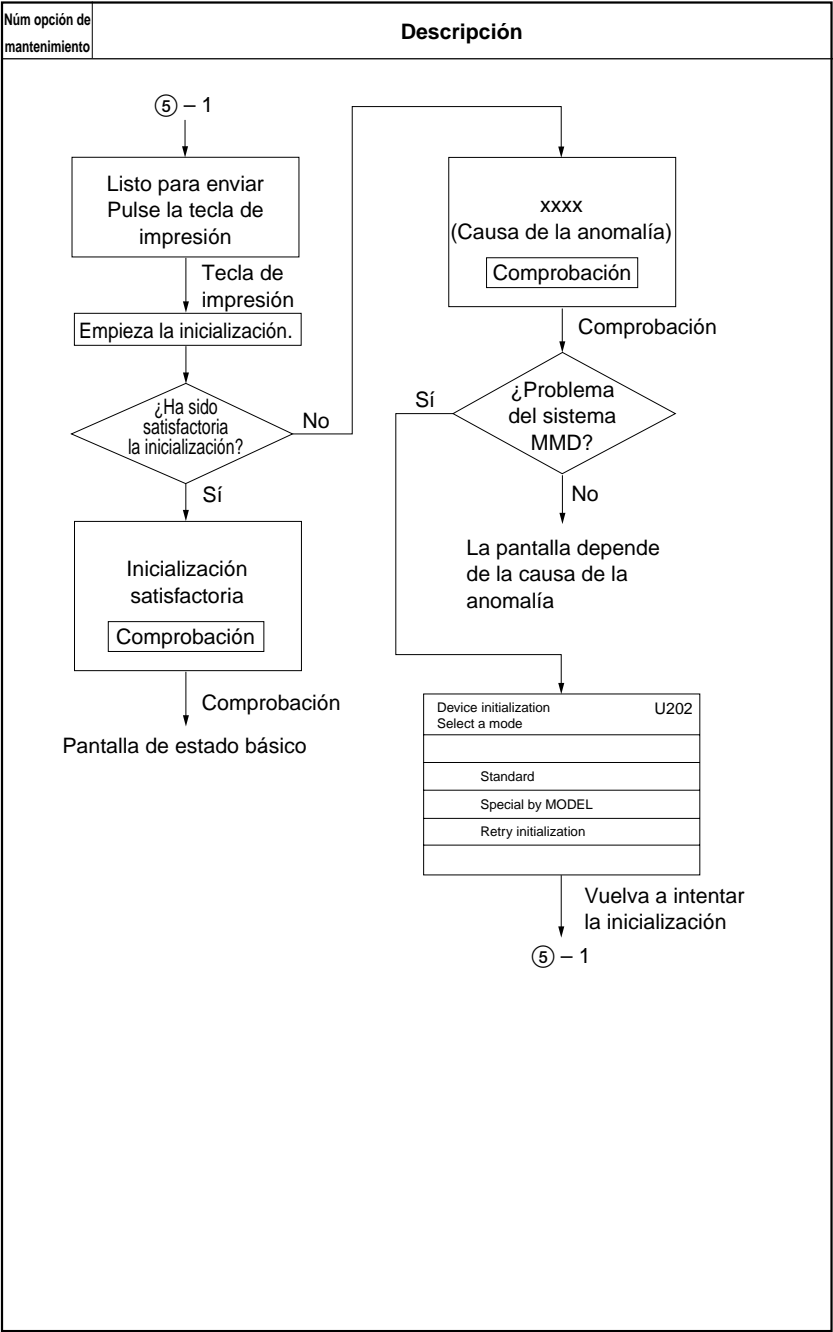 Núm opción de
mantenimiento
Descripción
⑤ – 1
Listo para enviar
Pulse la tecla de
impresión
Tecla de
impresión
Empieza la inicialización.
¿Ha sido
satisfactoria
la inicialización?
No
Sí
Inicialización
satisfactoria
Comprobación
Comprobación
Pantalla de estado básico
xxxx
(Causa de la anomalía)
Comprobación
Comprobación
¿Problema
del sistema
MMD?
Sí
No
La pantalla depende
de la causa de la
anomalía
Device initialization U202
Select a mode
Standard
Special by MODEL
Retry initialization
Vuelva a intentar
la inicialización
⑤ – 1